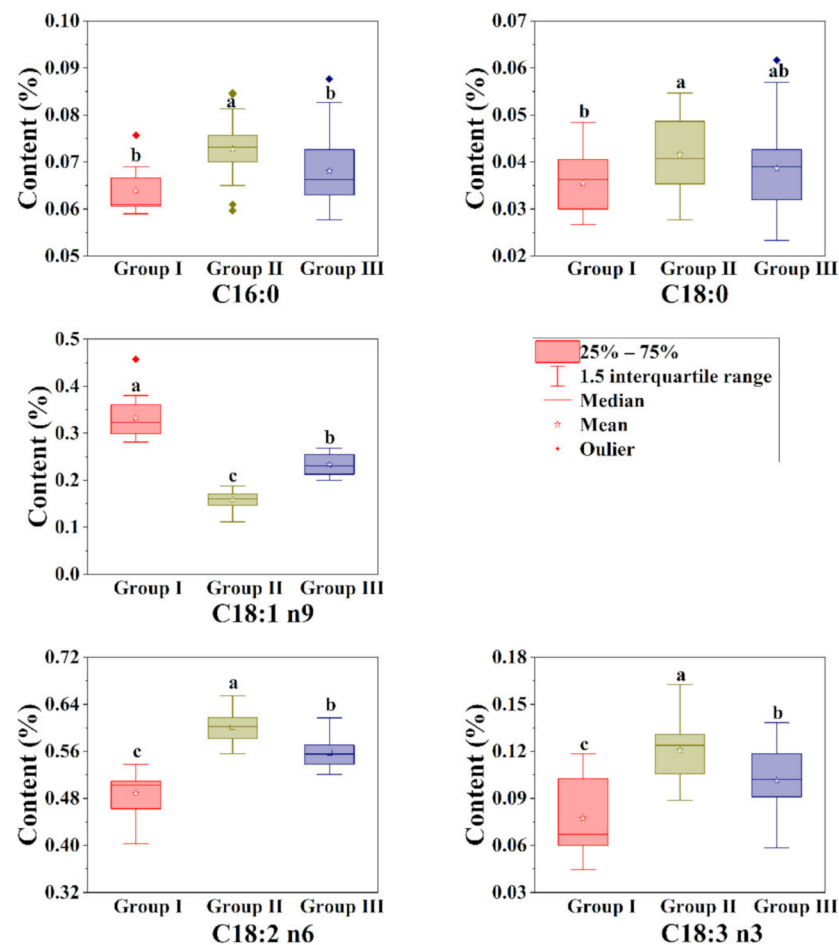 0.10
0.09
0.08
0.07
0.06
0.05
Content (%)
b
a
b
Group I Group II Group III
C16:0
0.07
0.06
0.05
0.04
0.03
0.02
Content (%)
b
a
ab
Group I Group II Group III
C18:0
0.5
0.4
0.3
0.2
0.1
0.0
Content (%)
a
c
b
Group I Group II Group III
C18:1 n9
25% – 75%
1.5 interquartile range
Median
Mean
Oulier
0.72
0.64
0.56
0.48
0.40
0.32
Content (%)
c
a
b
Group I Group II Group III
C18:2 n6
0.18
0.15
0.12
0.09
0.06
0.03
Content (%)
c
a
b
Group I Group II Group III
C18:3 n3